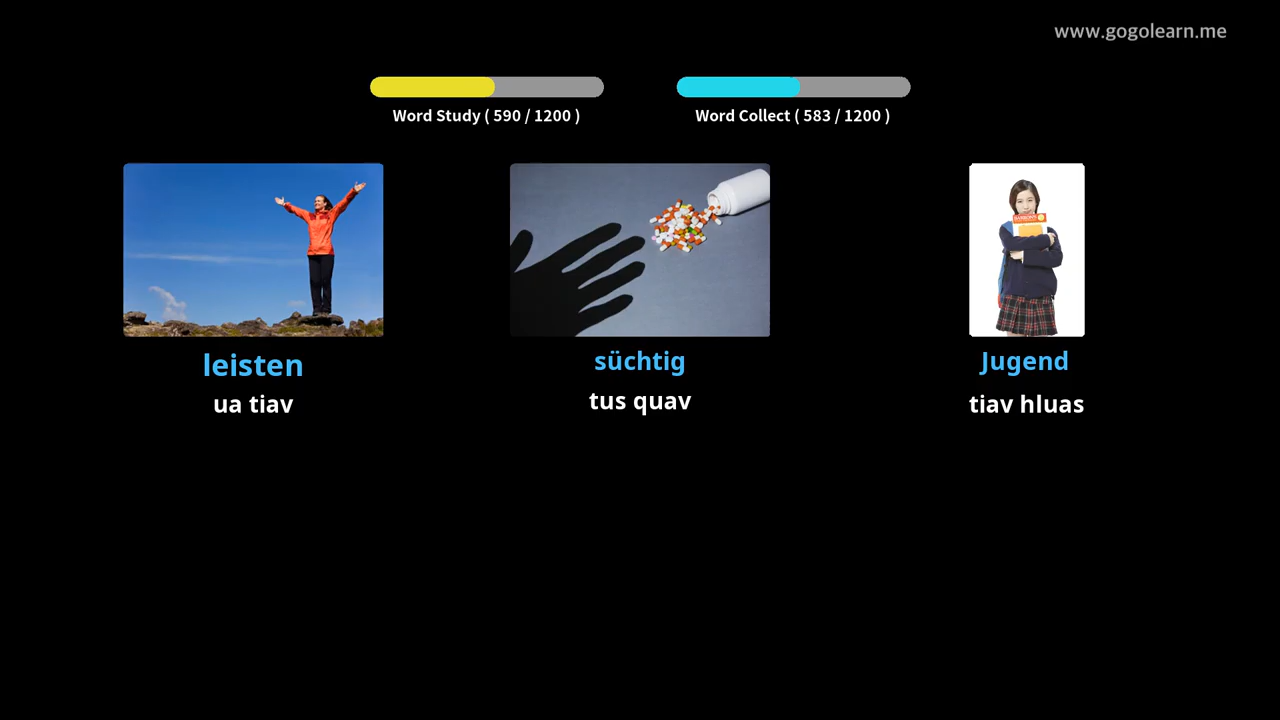 www.gogolearn.me
Word Study ( 590 / 1200 )
Word Collect ( 583 / 1200 )
leisten
ua tiav
süchtig
tus quav
Jugend
tiav hluas